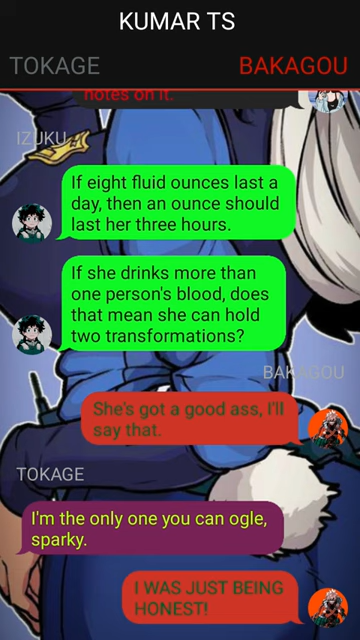 KUMAR TS
TOKAGE
BAKAGOU
notes on it.
IZUKU
If eight fluid ounces last a
day, then an ounce should
last her three hours.
If she drinks more than
one person's blood, does
that mean she can hold
two transformations?
BAKAGOU
She's got a good ass, I'll
say that.
TOKAGE
I'm the only one you can ogle,
sparky.
I WAS JUST BEING
HONEST!